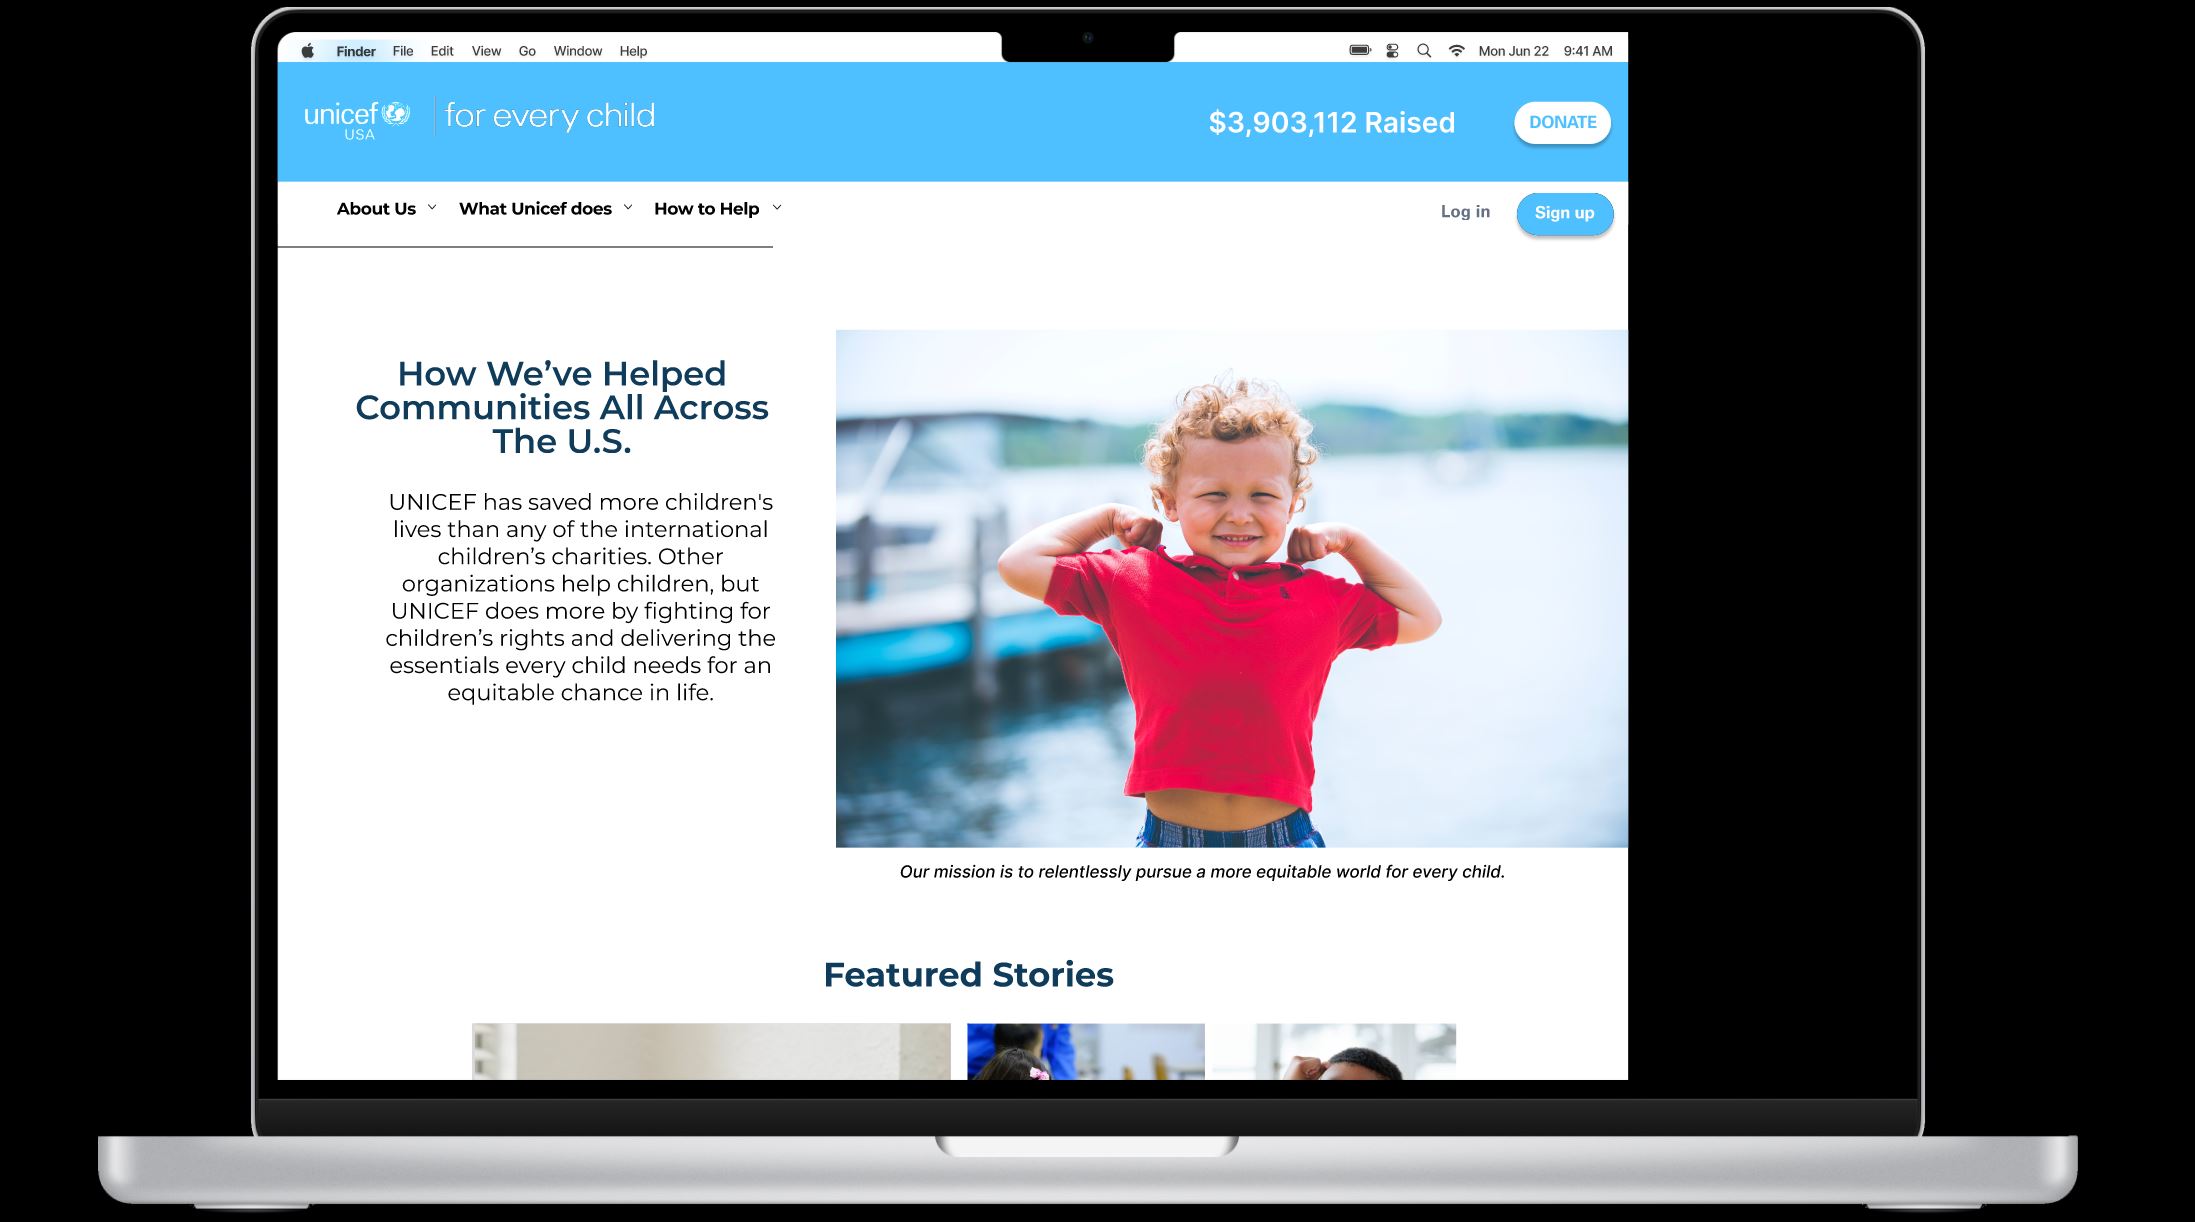 Finder File Edit View Go Window Help Mon Jun 22 9:41 AM
unicef for every child
USA
$3,903,112 Raised
DONATE
About Us What Unicef does How to Help
Log in Sign up
How We’ve Helped
Communities All Across
The U.S.
UNICEF has saved more children's
lives than any of the international
children’s charities. Other
organizations help children, but
UNICEF does more by fighting for
children’s rights and delivering the
essentials every child needs for an
equitable chance in life.
Our mission is to relentlessly pursue a more equitable world for every child.
Featured Stories